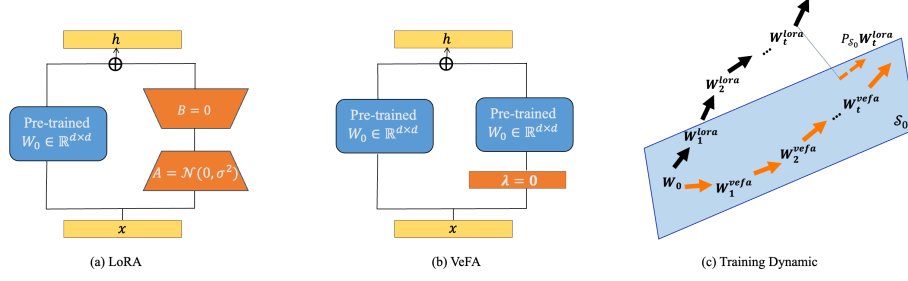 h
⊕
Pre-trained
W₀ ∈ ℝ^{d×d}
B = 0
A = 𝒩(0, σ²)
x
(a) LoRA
h
⊕
Pre-trained
W₀ ∈ ℝ^{d×d}
Pre-trained
W₀ ∈ ℝ^{d×d}
λ = 0
x
(b) VeFA
W_t^{lora}
...
W_2^{lora}
W_1^{lora}
W_0
W_1^{vefa}
W_2^{vefa}
...
W_t^{vefa}
P_{𝒮₀}W_t^{lora}
𝒮₀
(c) Training Dynamic